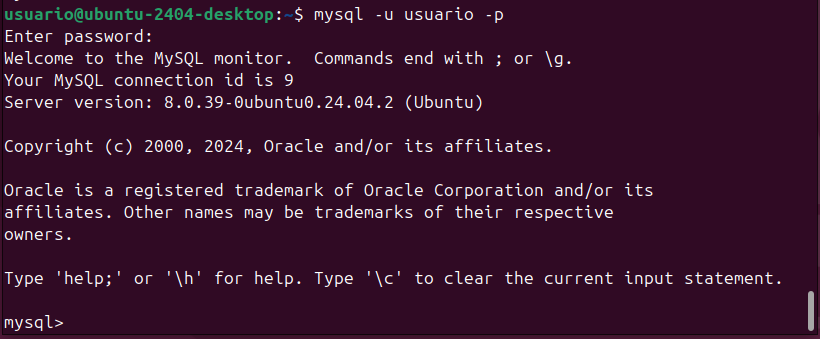 usuario@ubuntu-2404-desktop:~$ mysql -u usuario -p
Enter password:
Welcome to the MySQL monitor.  Commands end with ; or \g.
Your MySQL connection id is 9
Server version: 8.0.39-0ubuntu0.24.04.2 (Ubuntu)

Copyright (c) 2000, 2024, Oracle and/or its affiliates.

Oracle is a registered trademark of Oracle Corporation and/or its
affiliates. Other names may be trademarks of their respective
owners.

Type 'help;' or '\h' for help. Type '\c' to clear the current input statement.

mysql>